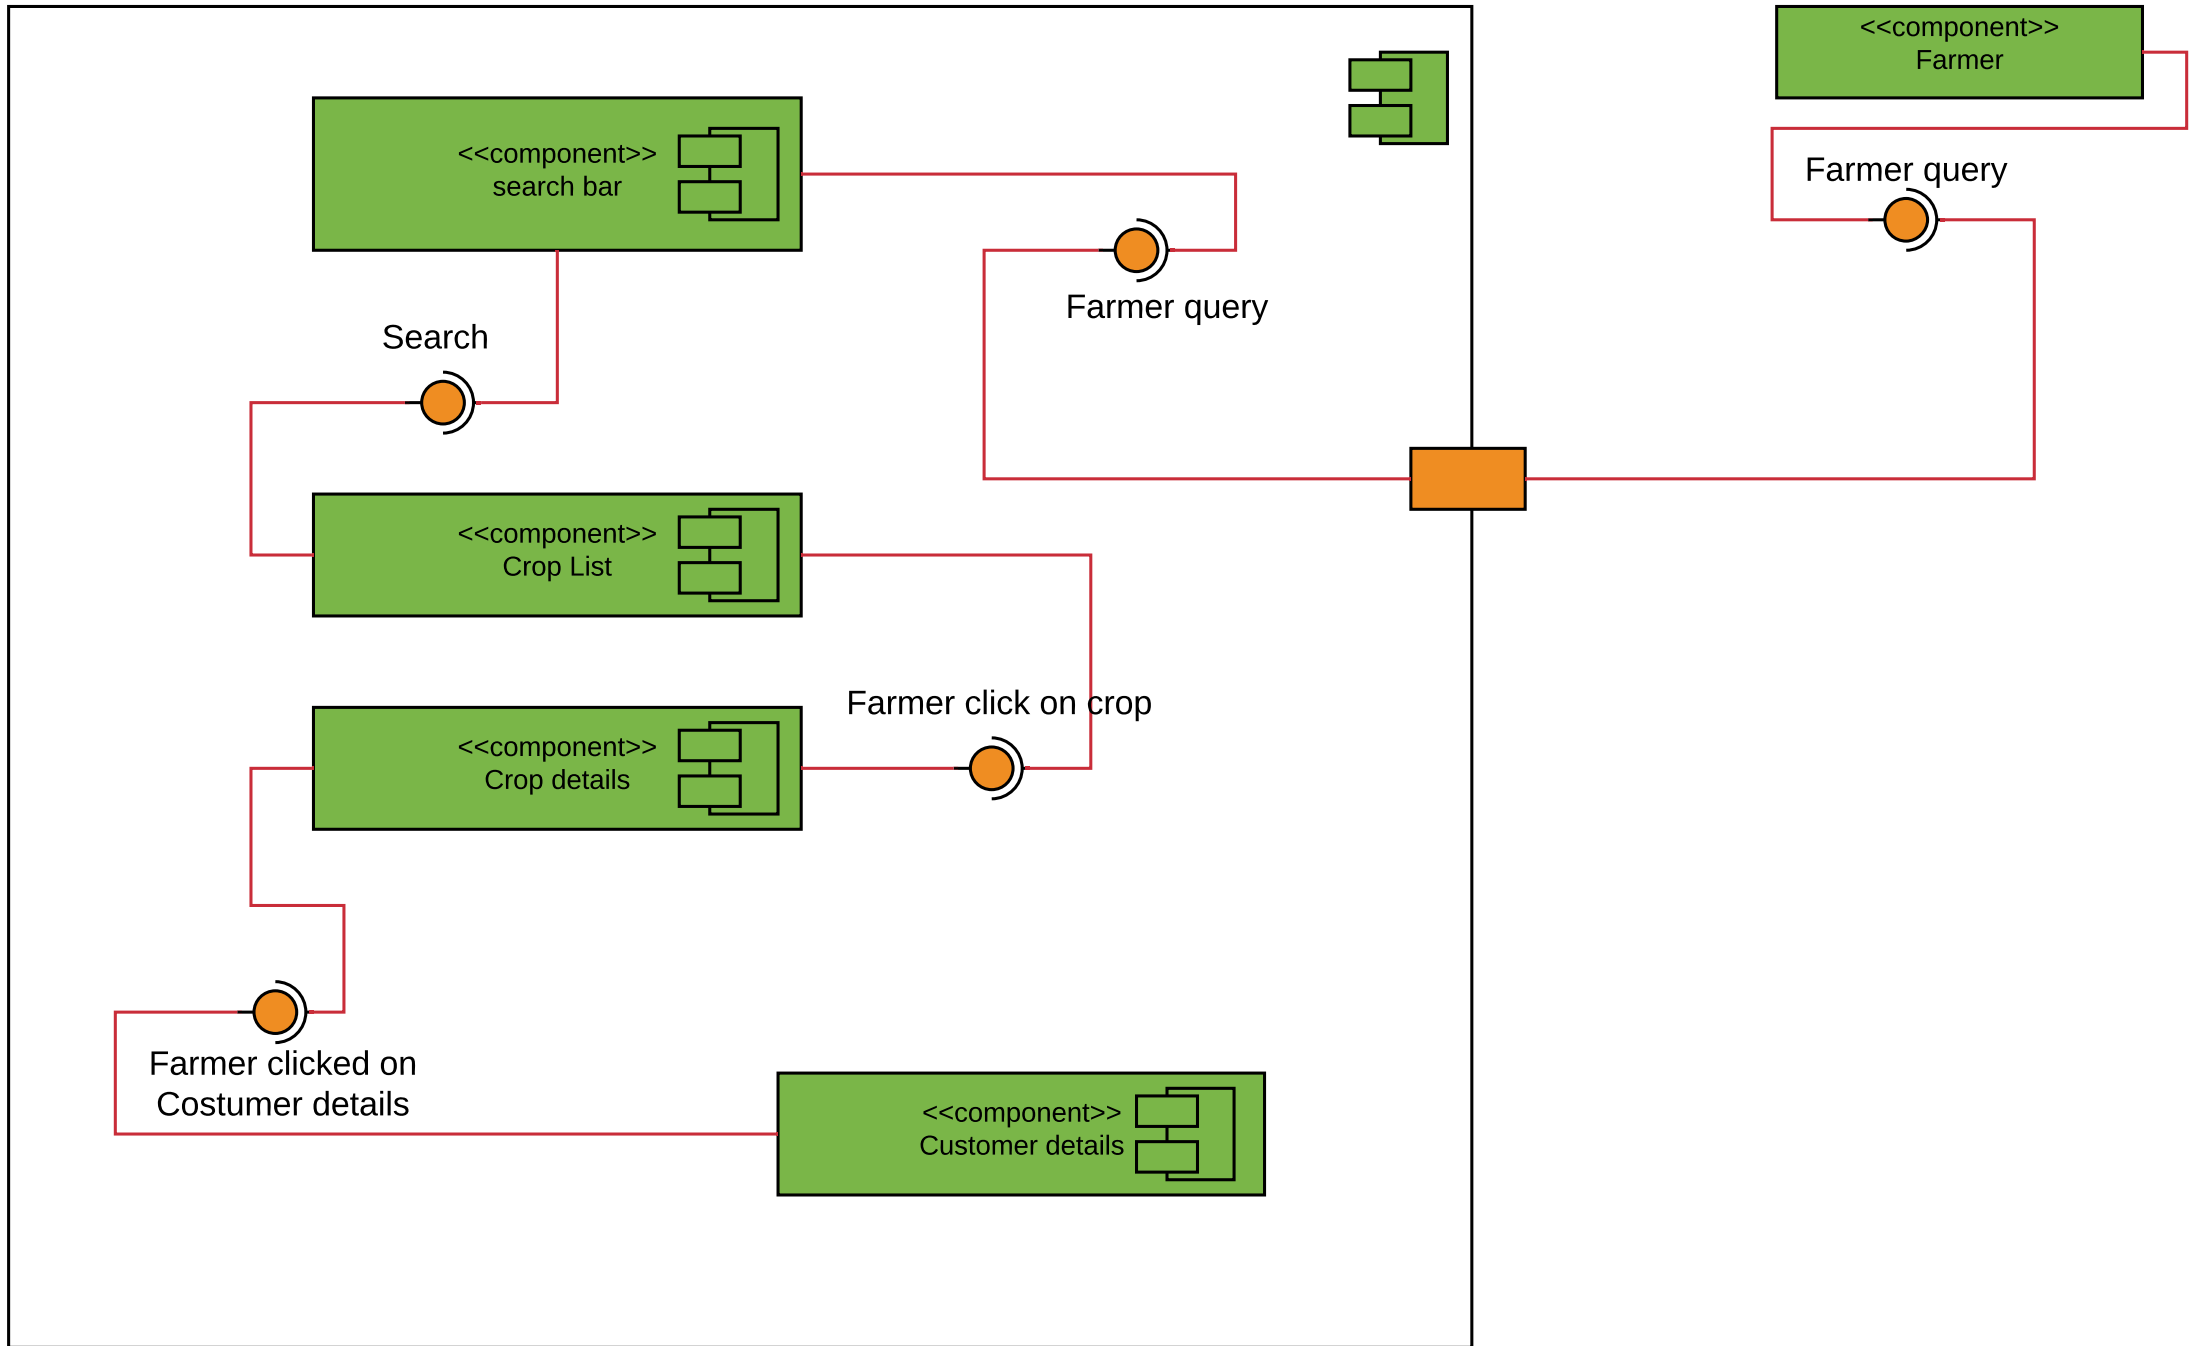 <<component>>
Farmer
<<component>>
search bar
Farmer query
Farmer query
Search
<<component>>
Crop List
Farmer click on crop
<<component>>
Crop details
Farmer clicked on
Costumer details
<<component>>
Customer details